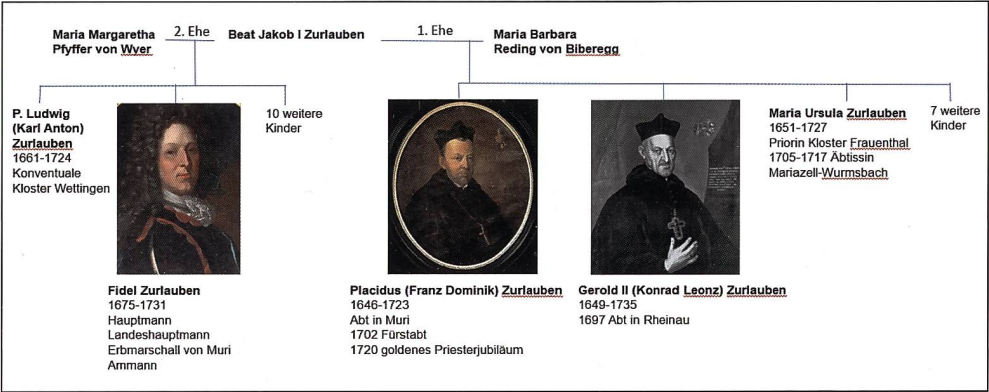 Maria Margaretha
Pfyffer von Wyer
2. Ehe
Beat Jakob I Zurlauben
1. Ehe
Maria Barbara
Reding von Biberegg
P. Ludwig
(Karl Anton)
Zurlauben
1661-1724
Konventuale
Kloster Wettingen
10 weitere
Kinder
Maria Ursula Zurlauben
1651-1727
Priorin Kloster Frauenthal
1705-1717 Äbtissin
Mariazell-Wurmsbach
7 weitere
Kinder
Fidel Zurlauben
1675-1731
Hauptmann
Landeshauptmann
Erbmarschall von Muri
Ammann
Placidus (Franz Dominik) Zurlauben
1646-1723
Abt in Muri
1702 Fürstabt
1720 goldenes Priesterjubiläum
Gerold II (Konrad Leonz) Zurlauben
1649-1735
1697 Abt in Rheinau